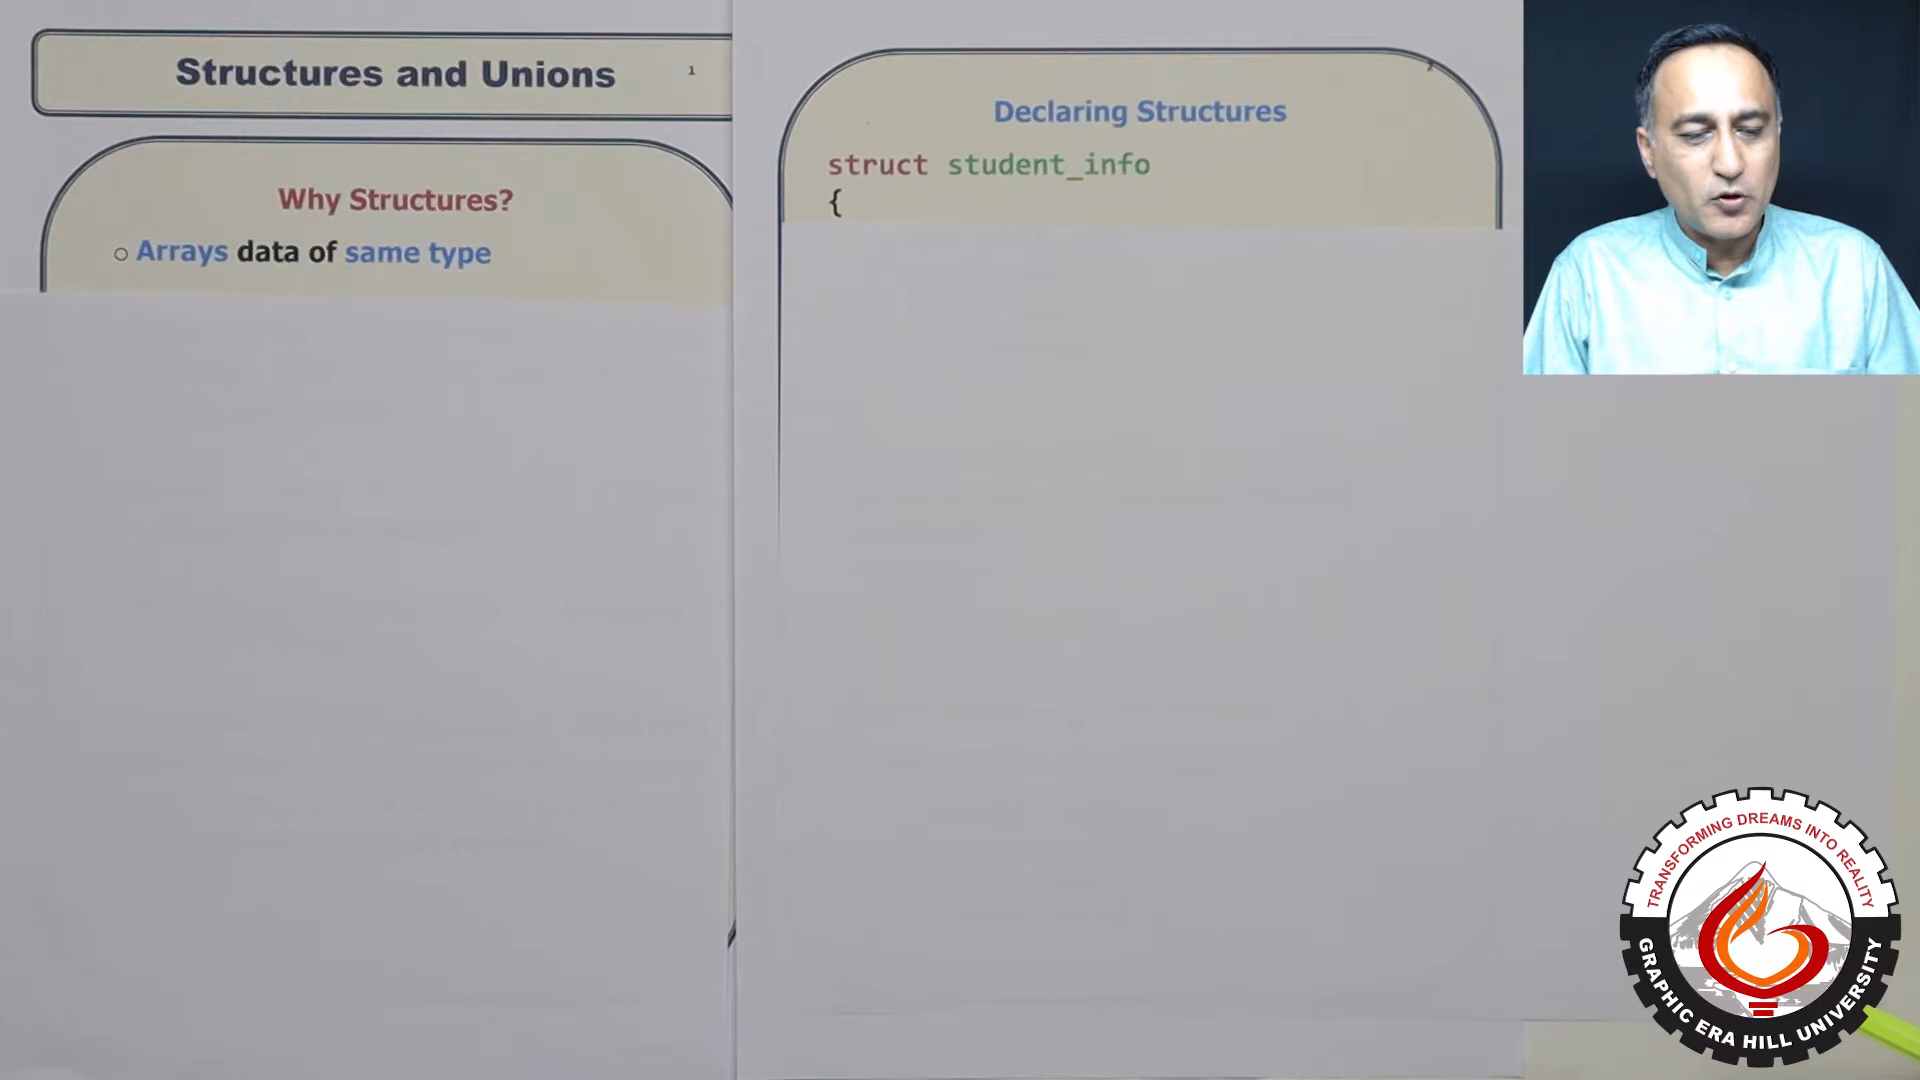 Structures and Unions
1
Why Structures?
○ Arrays data of same type
Declaring Structures
struct student_info
{
TRANSFORMING DREAMS INTO REALITY
GRAPHIC ERA HILL UNIVERSITY